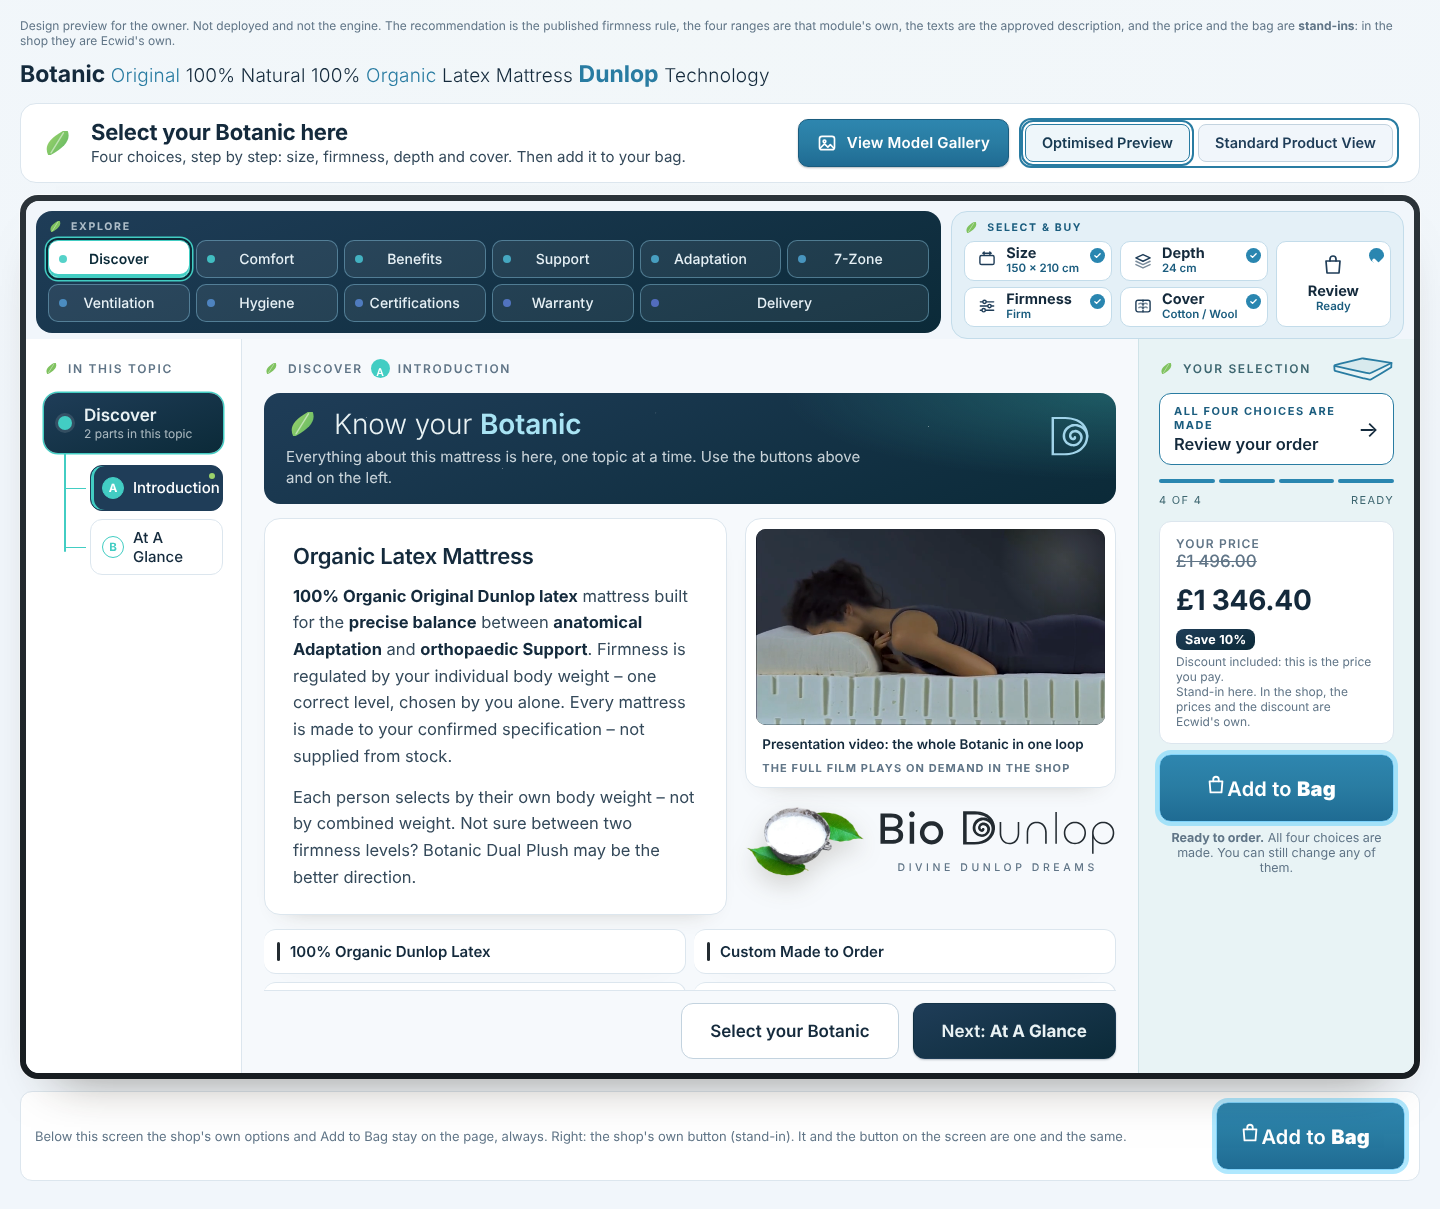 Design preview for the owner. Not deployed and not the engine. The recommendation is the published firmness rule, the four ranges are that module's own, the texts are the approved description, and the price and the bag are stand-ins: in the
shop they are Ecwid's own.
Botanic Original 100% Natural 100% Organic Latex Mattress Dunlop Technology
Select your Botanic here
Four choices, step by step: size, firmness, depth and cover. Then add it to your bag.
View Model Gallery
Optimised Preview
Standard Product View
EXPLORE
Discover
Comfort
Benefits
Support
Adaptation
7-Zone
Ventilation
Hygiene
Certifications
Warranty
Delivery
SELECT & BUY
Size
150 × 210 cm
Depth
24 cm
Firmness
Firm
Cover
Cotton / Wool
Review
Ready
IN THIS TOPIC
Discover
2 parts in this topic
A Introduction
B At A
Glance
DISCOVER A INTRODUCTION
Know your Botanic
Everything about this mattress is here, one topic at a time. Use the buttons above
and on the left.
Organic Latex Mattress
100% Organic Original Dunlop latex mattress built
for the precise balance between anatomical
Adaptation and orthopaedic Support. Firmness is
regulated by your individual body weight – one
correct level, chosen by you alone. Every mattress
is made to your confirmed specification – not
supplied from stock.
Each person selects by their own body weight – not
by combined weight. Not sure between two
firmness levels? Botanic Dual Plush may be the
better direction.
Presentation video: the whole Botanic in one loop
THE FULL FILM PLAYS ON DEMAND IN THE SHOP
Bio Dunlop
DIVINE DUNLOP DREAMS
100% Organic Dunlop Latex
Custom Made to Order
Select your Botanic
Next: At A Glance
YOUR SELECTION
ALL FOUR CHOICES ARE
MADE
Review your order
4 OF 4
READY
YOUR PRICE
£1 496.00
£1 346.40
Save 10%
Discount included: this is the price
you pay.
Stand-in here. In the shop, the
prices and the discount are
Ecwid's own.
Add to Bag
Ready to order. All four choices are
made. You can still change any of
them.
Below this screen the shop's own options and Add to Bag stay on the page, always. Right: the shop's own button (stand-in). It and the button on the screen are one and the same.
Add to Bag